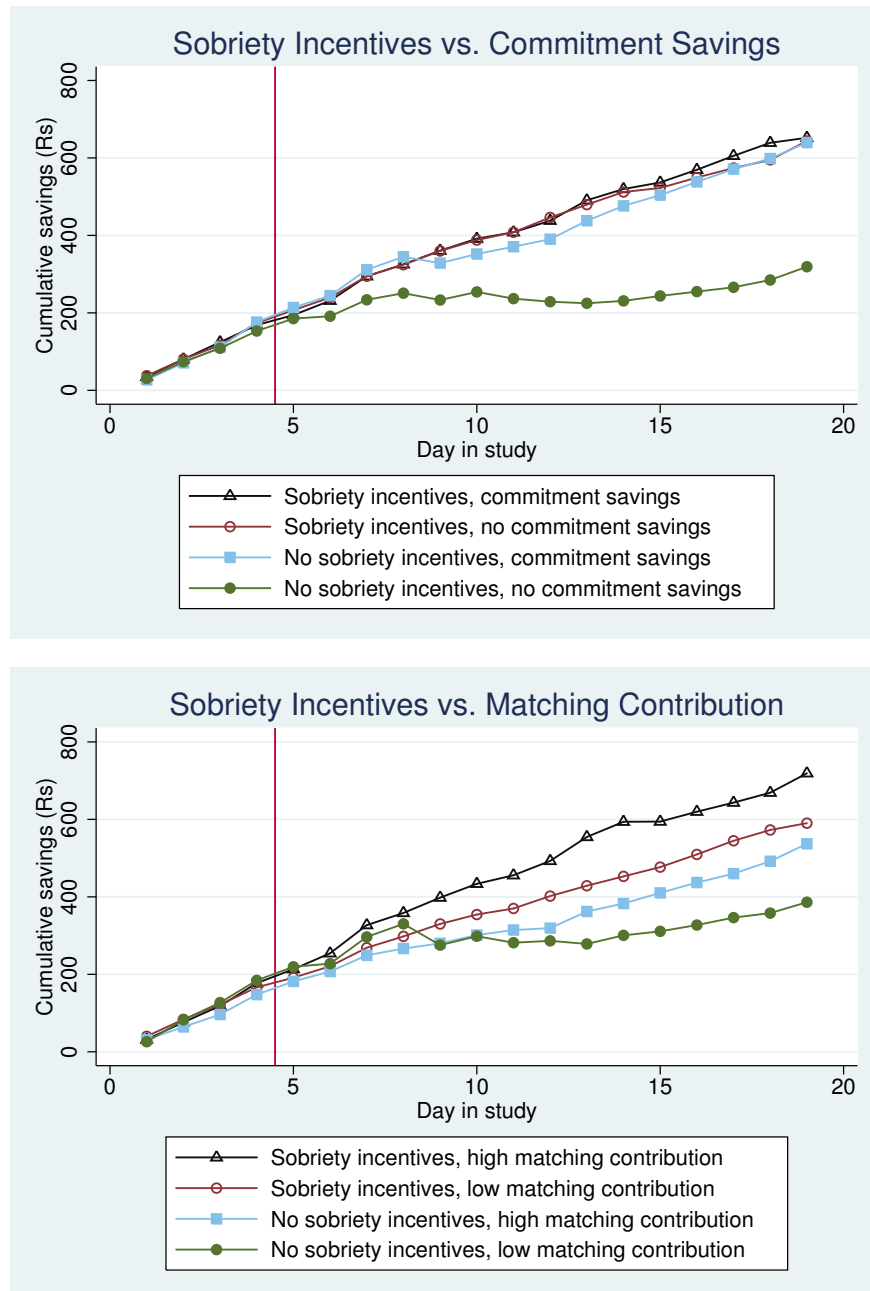 Sobriety Incentives vs. Commitment Savings
Cumulative savings (Rs)
800
600
400
200
0
0 5 10 15 20
Day in study
Sobriety incentives, commitment savings
Sobriety incentives, no commitment savings
No sobriety incentives, commitment savings
No sobriety incentives, no commitment savings
Sobriety Incentives vs. Matching Contribution
Cumulative savings (Rs)
800
600
400
200
0
0 5 10 15 20
Day in study
Sobriety incentives, high matching contribution
Sobriety incentives, low matching contribution
No sobriety incentives, high matching contribution
No sobriety incentives, low matching contribution